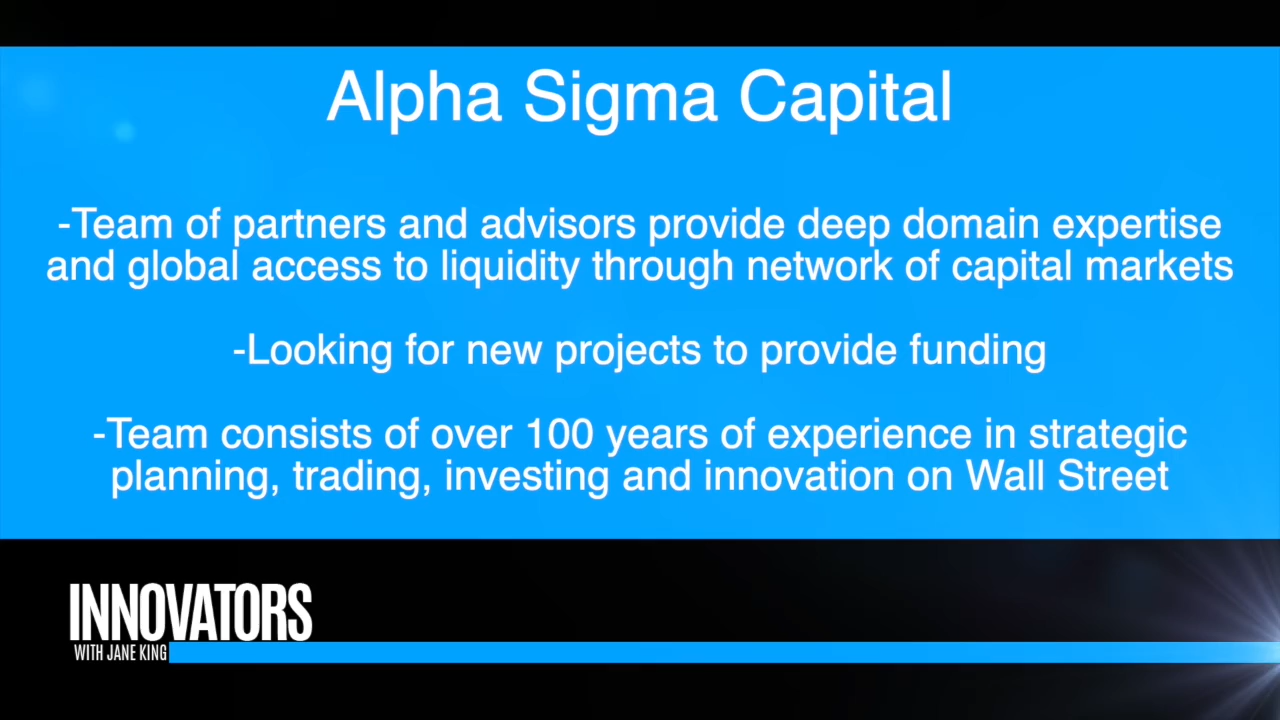 Alpha Sigma Capital
-Team of partners and advisors provide deep domain expertise
and global access to liquidity through network of capital markets
-Looking for new projects to provide funding
-Team consists of over 100 years of experience in strategic
planning, trading, investing and innovation on Wall Street
INNOVATORS
WITH JANE KING